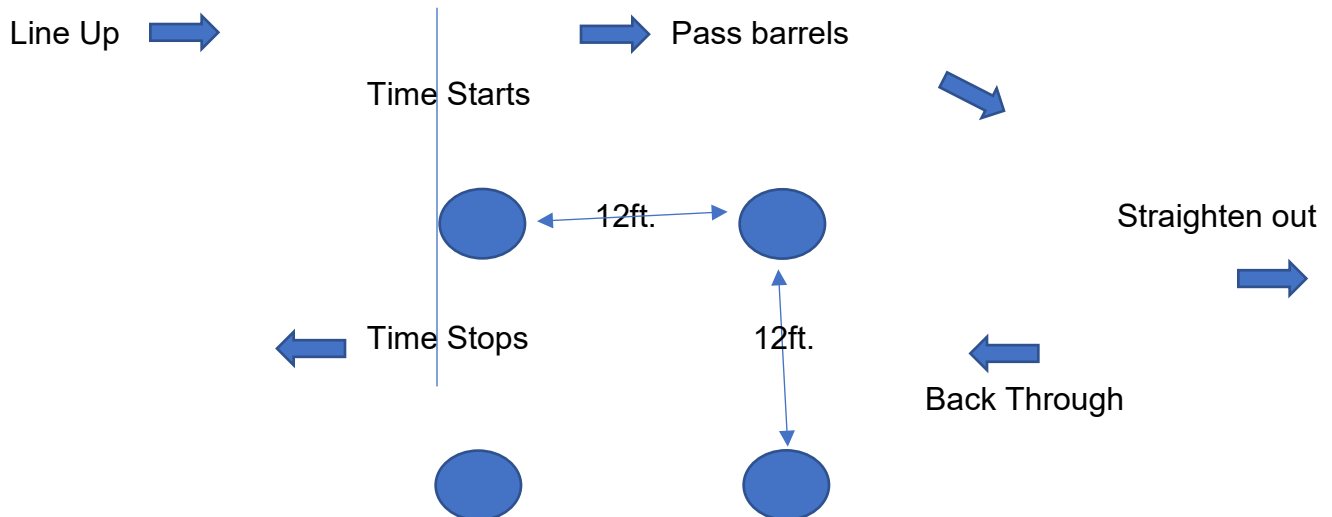 Line Up
Pass barrels
Time Starts
12ft.
Straighten out
Time Stops
12ft.
Back Through